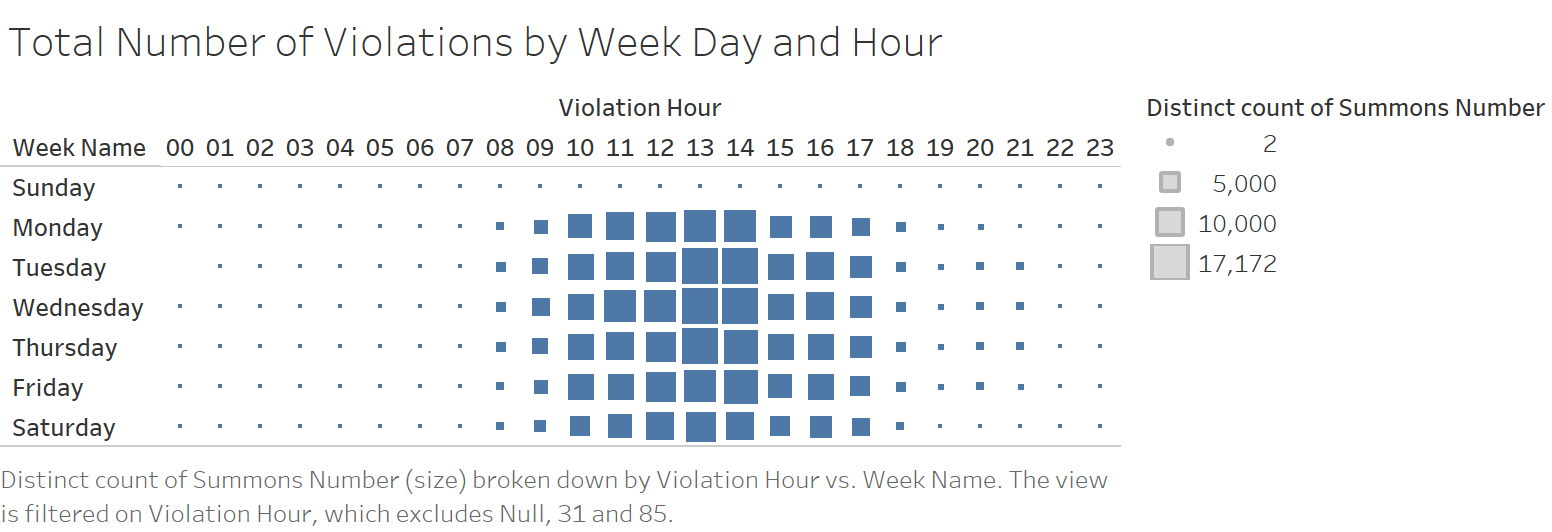 Total Number of Violations by Week Day and Hour
Violation Hour
Distinct count of Summons Number
Week Name 00 01 02 03 04 05 06 07 08 09 10 11 12 13 14 15 16 17 18 19 20 21 22 23
2
Sunday
5,000
Monday
10,000
Tuesday
17,172
Wednesday
Thursday
Friday
Saturday
Distinct count of Summons Number (size) broken down by Violation Hour vs. Week Name. The view
is filtered on Violation Hour, which excludes Null, 31 and 85.